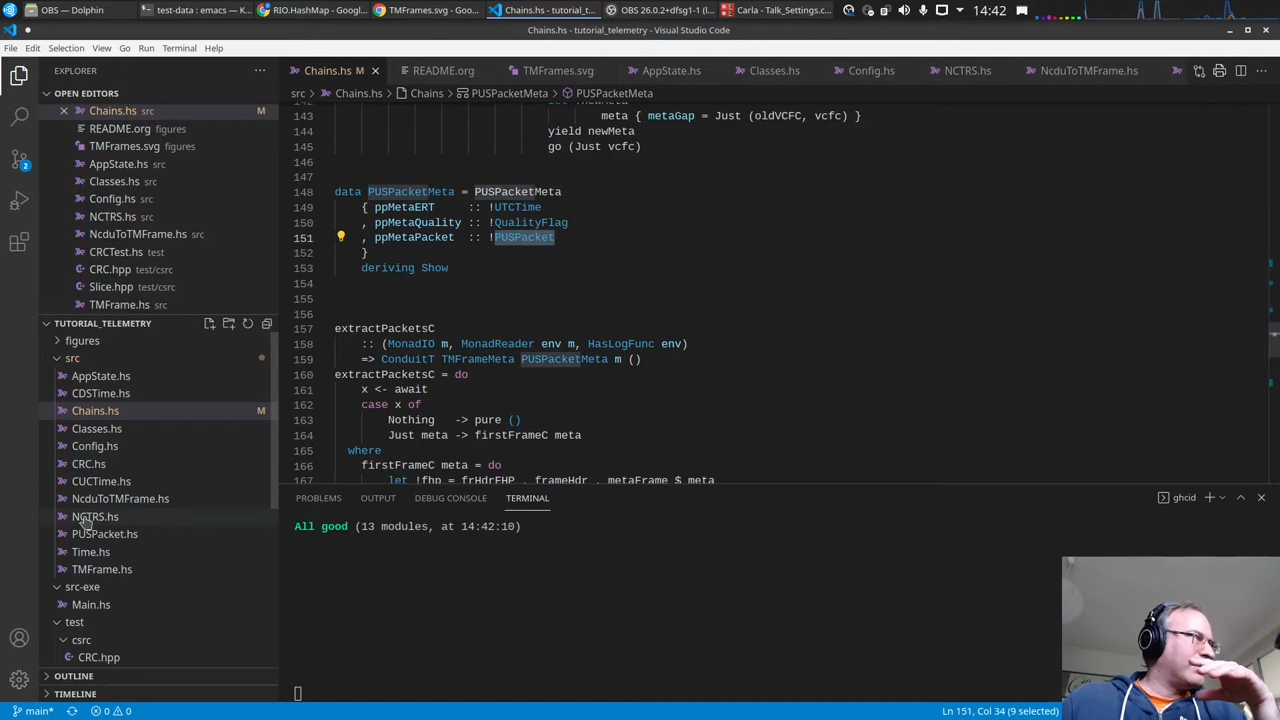 OBS — Dolphin
test-data : emacs — K...
RIO.HashMap - Googl...
TMFrames.svg - Goo...
Chains.hs - tutorial_t...
OBS 26.0.2+dfsg1-1 (l...
Carla - Talk_Settings.c...
14:42
Chains.hs - tutorial_telemetry - Visual Studio Code
File Edit Selection View Go Run Terminal Help
EXPLORER
Chains.hs M
README.org
TMFrames.svg
AppState.hs
Classes.hs
Config.hs
NCTRS.hs
NcduToTMFrame.hs
src > Chains.hs > Chains > PUSPacketMeta > PUSPacketMeta
OPEN EDITORS
Chains.hs src M
README.org figures
TMFrames.svg figures
AppState.hs src
Classes.hs src
Config.hs src
NCTRS.hs src
NcduToTMFrame.hs src
CRCTest.hs test
CRC.hpp test/csrc
Slice.hpp test/csrc
TMFrame.hs src
TUTORIAL_TELEMETRY
figures
src
AppState.hs
CDSTime.hs
Chains.hs M
Classes.hs
Config.hs
CRC.hs
CUCTime.hs
NcduToTMFrame.hs
NCTRS.hs
PUSPacket.hs
Time.hs
TMFrame.hs
src-exe
Main.hs
test
csrc
CRC.hpp
OUTLINE
TIMELINE
142 let !newMeta =
143 meta { metaGap = Just (oldVCFC, vcfc) }
144 yield newMeta
145 go (Just vcfc)
146
147
148 data PUSPacketMeta = PUSPacketMeta
149 { ppMetaERT :: !UTCTime
150 , ppMetaQuality :: !QualityFlag
151 , ppMetaPacket :: !PUSPacket
152 }
153 deriving Show
154
155
156
157 extractPacketsC
158 :: (MonadIO m, MonadReader env m, HasLogFunc env)
159 => ConduitT TMFrameMeta PUSPacketMeta m ()
160 extractPacketsC = do
161 x <- await
162 case x of
163 Nothing -> pure ()
164 Just meta -> firstFrameC meta
165 where
166 firstFrameC meta = do
167 let !fhp = frHdrFHP . frameHdr . metaFrame $ meta
PROBLEMS OUTPUT DEBUG CONSOLE TERMINAL
ghcid
All good (13 modules, at 14:42:10)
2
main* 0 0
Ln 151, Col 34 (9 selected)